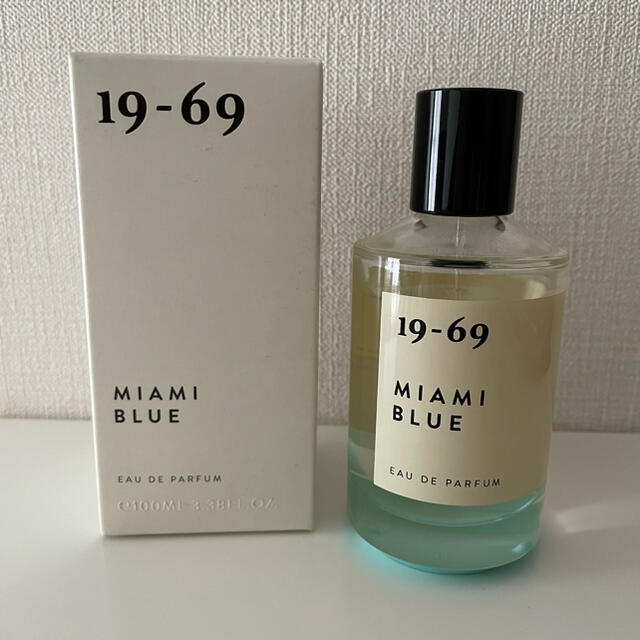 19-69
MIAMI
BLUE
EAU DE PARFUM
℮100ML 3.38FL.OZ.
19-69
MIAMI
BLUE
EAU DE PARFUM